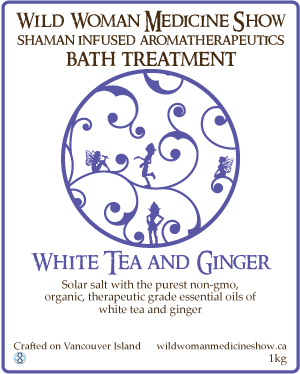 Wild Woman Medicine Show
Shaman Infused Aromatherapeutics
Bath Treatment
White Tea and Ginger
Solar salt with the purest non-gmo,
organic, therapeutic grade essential oils of
white tea and ginger
Crafted on Vancouver Island wildwomanmedicineshow.ca
1kg